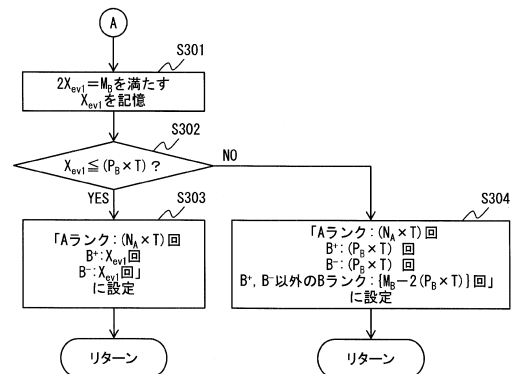 A
S301
2Xev1=MBを満たす
Xev1を記憶
S302
Xev1≦(PB×T)?
NO
YES
S303
「Aランク:(NA×T)回
B+:Xev1回
B-:Xev1回」
に設定
S304
「Aランク:(NA×T)回
B+:(PB×T) 回
B-:(PB×T) 回
B+, B-以外のBランク:{MB-2(PB×T)}回」
に設定
リターン
リターン